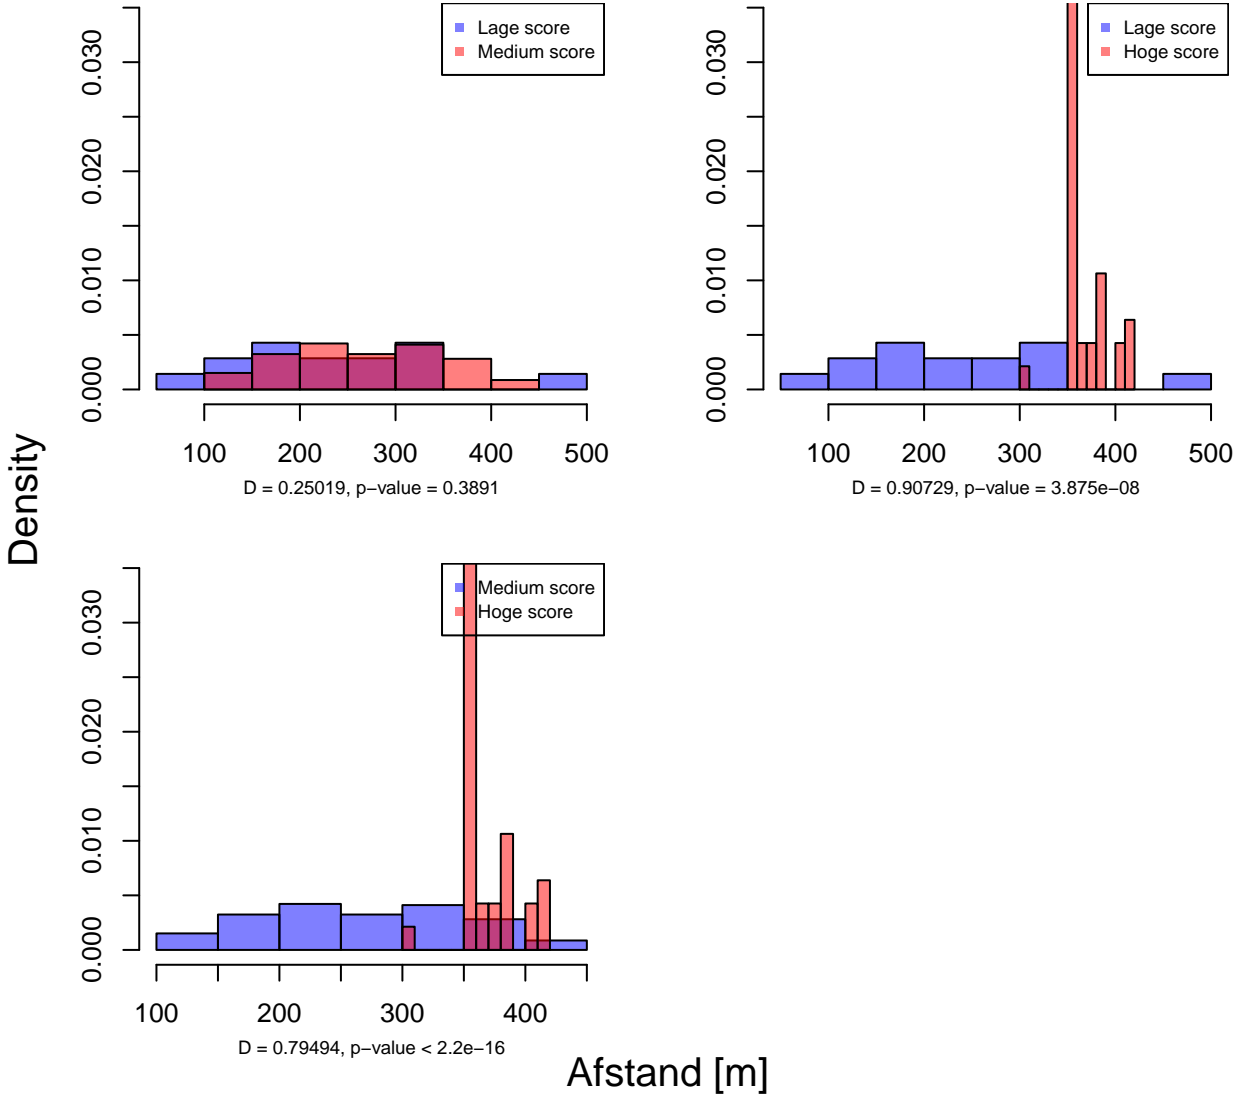 Lage score
Medium score
0.000 0.010 0.020 0.030
100 200 300 400 500
D = 0.25019, p−value = 0.3891
Lage score
Hoge score
0.000 0.010 0.020 0.030
100 200 300 400 500
D = 0.90729, p−value = 3.875e−08
Density
Medium score
Hoge score
0.000 0.010 0.020 0.030
100 200 300 400
D = 0.79494, p−value < 2.2e−16
Afstand [m]